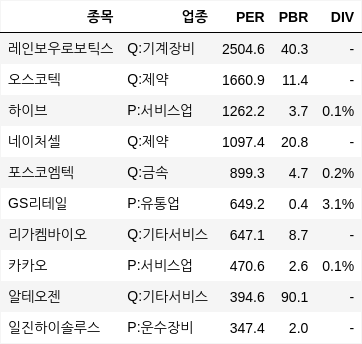 종목 업종 PER PBR DIV
레인보우로보틱스 Q:기계장비 2504.6 40.3 -
오스코텍 Q:제약 1660.9 11.4 -
하이브 P:서비스업 1262.2 3.7 0.1%
네이처셀 Q:제약 1097.4 20.8 -
포스코엠텍 Q:금속 899.3 4.7 0.2%
GS리테일 P:유통업 649.2 0.4 3.1%
리가켐바이오 Q:기타서비스 647.1 8.7 -
카카오 P:서비스업 470.6 2.6 0.1%
알테오젠 Q:기타서비스 394.6 90.1 -
일진하이솔루스 P:운수장비 347.4 2.0 -